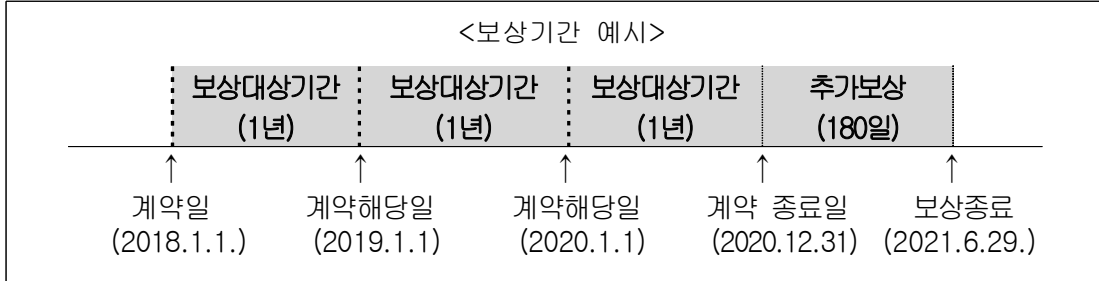 <보상기간 예시>
보상대상기간 보상대상기간 보상대상기간 추가보상
(1년) (1년) (1년) (180일)
↑ ↑ ↑ ↑ ↑
계약일 계약해당일 계약해당일 계약 종료일 보상종료
(2018.1.1.) (2019.1.1) (2020.1.1) (2020.12.31) (2021.6.29.)